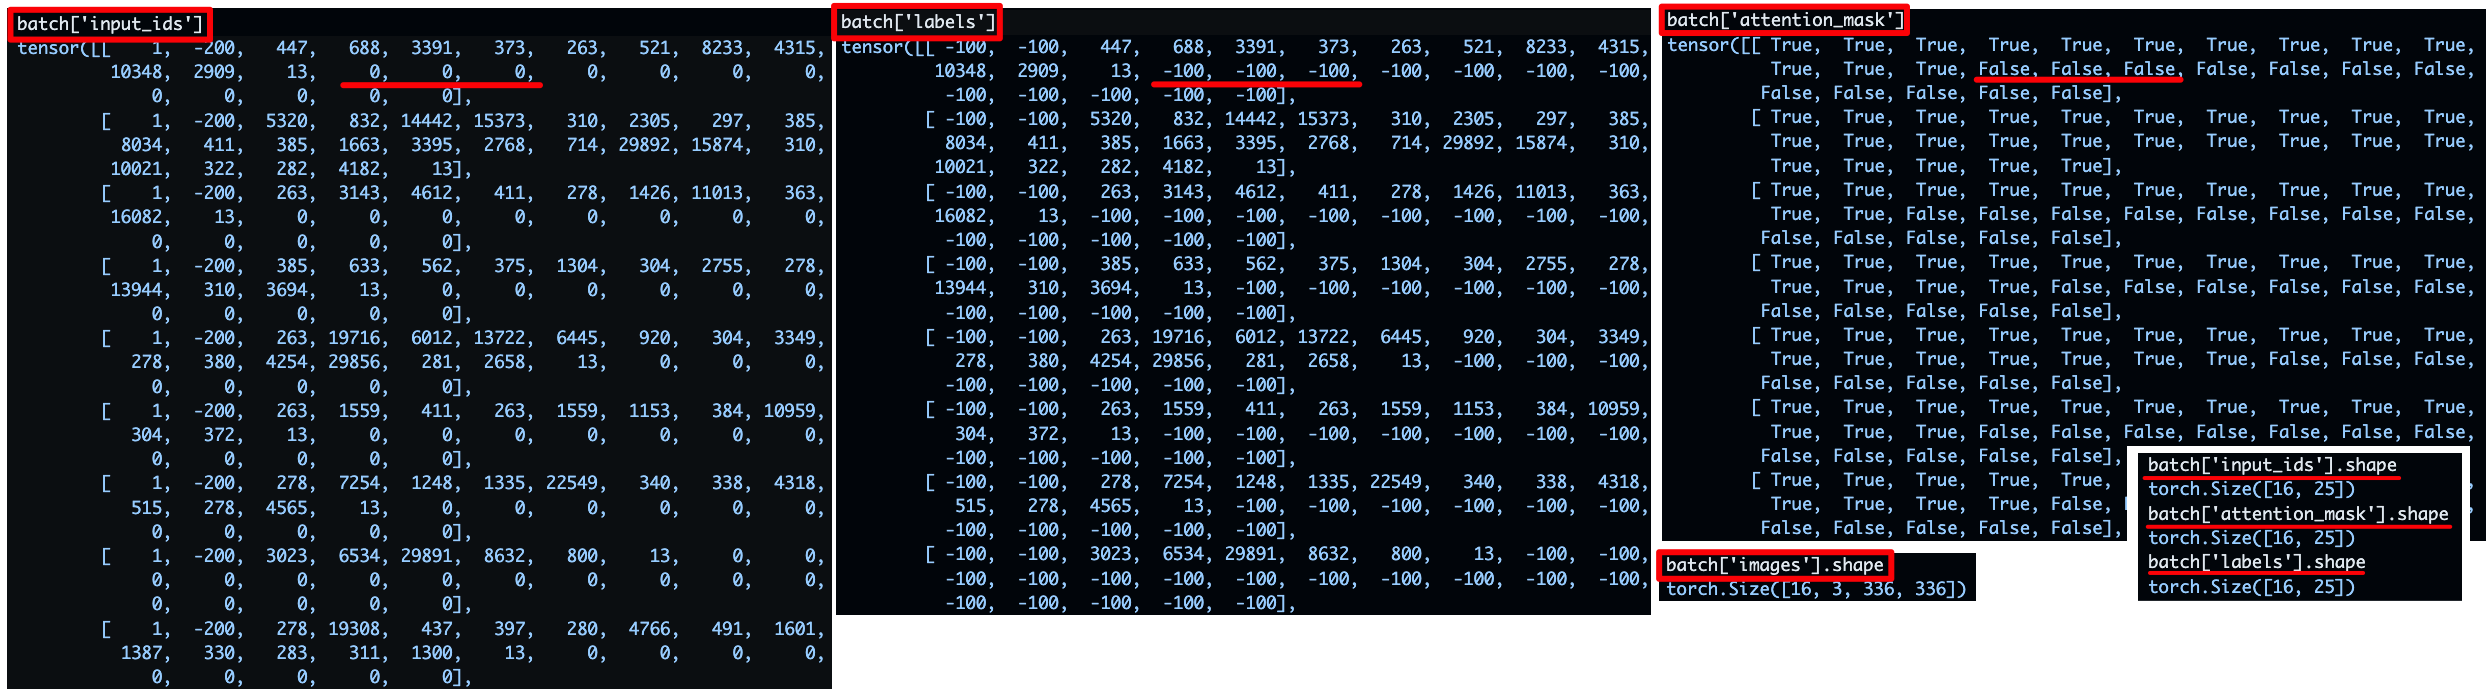 batch['input_ids']
tensor([[    1,  -200,   447,   688,  3391,   373,   263,   521,  8233,  4315,
10348,  2909,    13,     0,     0,     0,     0,     0,     0,     0,
0,     0,     0,     0,     0],
[    1,  -200,  5320,   832, 14442, 15373,   310,  2305,   297,   385,
8034,   411,   385,  1663,  3395,  2768,   714, 29892, 15874,   310,
10021,   322,   282,  4182,    13],
[    1,  -200,   263,  3143,  4612,   411,   278,  1426, 11013,   363,
16082,    13,     0,     0,     0,     0,     0,     0,     0,     0,
0,     0,     0,     0,     0],
[    1,  -200,   385,   633,   562,   375,  1304,   304,  2755,   278,
13944,   310,  3694,    13,     0,     0,     0,     0,     0,     0,
0,     0,     0,     0,     0],
[    1,  -200,   263, 19716,  6012, 13722,  6445,   920,   304,  3349,
278,   380,  4254, 29856,   281,  2658,    13,     0,     0,     0,
0,     0,     0,     0,     0],
[    1,  -200,   263,  1559,   411,   263,  1559,  1153,   384, 10959,
304,   372,    13,     0,     0,     0,     0,     0,     0,     0,
0,     0,     0,     0,     0],
[    1,  -200,   278,  7254,  1248,  1335, 22549,   340,   338,  4318,
515,   278,  4565,    13,     0,     0,     0,     0,     0,     0,
0,     0,     0,     0,     0],
[    1,  -200,  3023,  6534, 29891,  8632,   800,    13,     0,     0,
0,     0,     0,     0,     0,     0,     0,     0,     0,     0,
0,     0,     0,     0,     0],
[    1,  -200,   278, 19308,   437,   397,   280,  4766,   491,  1601,
1387,   330,   283,   311,  1300,    13,     0,     0,     0,     0,
0,     0,     0,     0,     0],
batch['labels']
tensor([[ -100,  -100,   447,   688,  3391,   373,   263,   521,  8233,  4315,
10348,  2909,    13,  -100,  -100,  -100,  -100,  -100,  -100,  -100,
-100,  -100,  -100,  -100,  -100],
[ -100,  -100,  5320,   832, 14442, 15373,   310,  2305,   297,   385,
8034,   411,   385,  1663,  3395,  2768,   714, 29892, 15874,   310,
10021,   322,   282,  4182,    13],
[ -100,  -100,   263,  3143,  4612,   411,   278,  1426, 11013,   363,
16082,    13,  -100,  -100,  -100,  -100,  -100,  -100,  -100,  -100,
-100,  -100,  -100,  -100,  -100],
[ -100,  -100,   385,   633,   562,   375,  1304,   304,  2755,   278,
13944,   310,  3694,    13,  -100,  -100,  -100,  -100,  -100,  -100,
-100,  -100,  -100,  -100,  -100],
[ -100,  -100,   263, 19716,  6012, 13722,  6445,   920,   304,  3349,
278,   380,  4254, 29856,   281,  2658,    13,  -100,  -100,  -100,
-100,  -100,  -100,  -100,  -100],
[ -100,  -100,   263,  1559,   411,   263,  1559,  1153,   384, 10959,
304,   372,    13,  -100,  -100,  -100,  -100,  -100,  -100,  -100,
-100,  -100,  -100,  -100,  -100],
[ -100,  -100,   278,  7254,  1248,  1335, 22549,   340,   338,  4318,
515,   278,  4565,    13,  -100,  -100,  -100,  -100,  -100,  -100,
-100,  -100,  -100,  -100,  -100],
[ -100,  -100,  3023,  6534, 29891,  8632,   800,    13,  -100,  -100,
-100,  -100,  -100,  -100,  -100,  -100,  -100,  -100,  -100,  -100,
-100,  -100,  -100,  -100,  -100],
batch['attention_mask']
tensor([[ True,  True,  True,  True,  True,  True,  True,  True,  True,  True,
True,  True,  True, False, False, False, False, False, False, False,
False, False, False, False, False],
[ True,  True,  True,  True,  True,  True,  True,  True,  True,  True,
True,  True,  True,  True,  True,  True,  True,  True,  True,  True,
True,  True,  True,  True,  True],
[ True,  True,  True,  True,  True,  True,  True,  True,  True,  True,
True,  True, False, False, False, False, False, False, False, False,
False, False, False, False, False],
[ True,  True,  True,  True,  True,  True,  True,  True,  True,  True,
True,  True,  True,  True, False, False, False, False, False, False,
False, False, False, False, False],
[ True,  True,  True,  True,  True,  True,  True,  True,  True,  True,
True,  True,  True,  True,  True,  True,  True, False, False, False,
False, False, False, False, False],
[ True,  True,  True,  True,  True,  True,  True,  True,  True,  True,
True,  True,  True, False, False, False, False, False, False, False,
False, False, False, False, False],
[ True,  True,  True,  True,  True,
True,  True,  True,  True, False,
False, False, False, False, False],
batch['input_ids'].shape
torch.Size([16, 25])
batch['attention_mask'].shape
torch.Size([16, 25])
batch['labels'].shape
torch.Size([16, 25])
batch['images'].shape
torch.Size([16, 3, 336, 336])